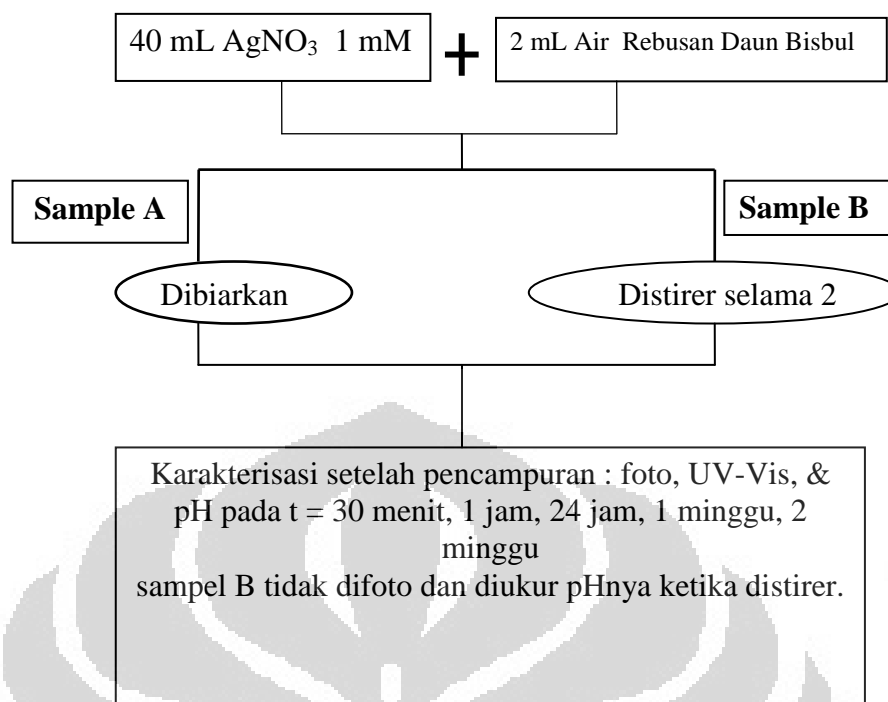 40 mL AgNO₃ 1 mM
+
2 mL Air Rebusan Daun Bisbul
Sample A
Sample B
Dibiarkan
Distirer selama 2
Karakterisasi setelah pencampuran : foto, UV-Vis, &
pH pada t = 30 menit, 1 jam, 24 jam, 1 minggu, 2
minggu
sampel B tidak difoto dan diukur pHnya ketika distirer.